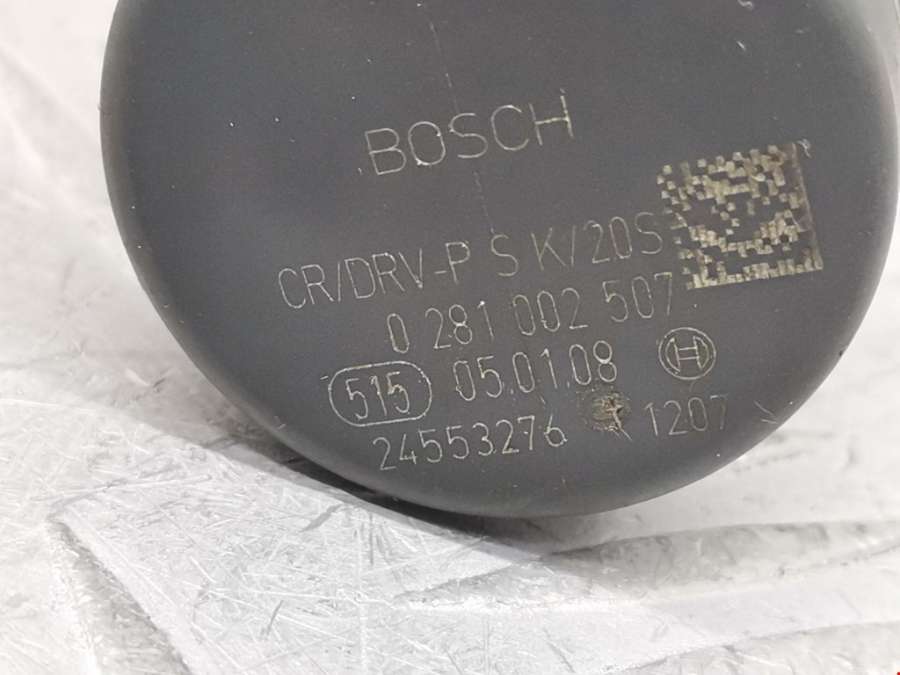 BOSCH
CR/DRV-P S K/20S
0 281 002 507
515 05.01.08
24553276 1207